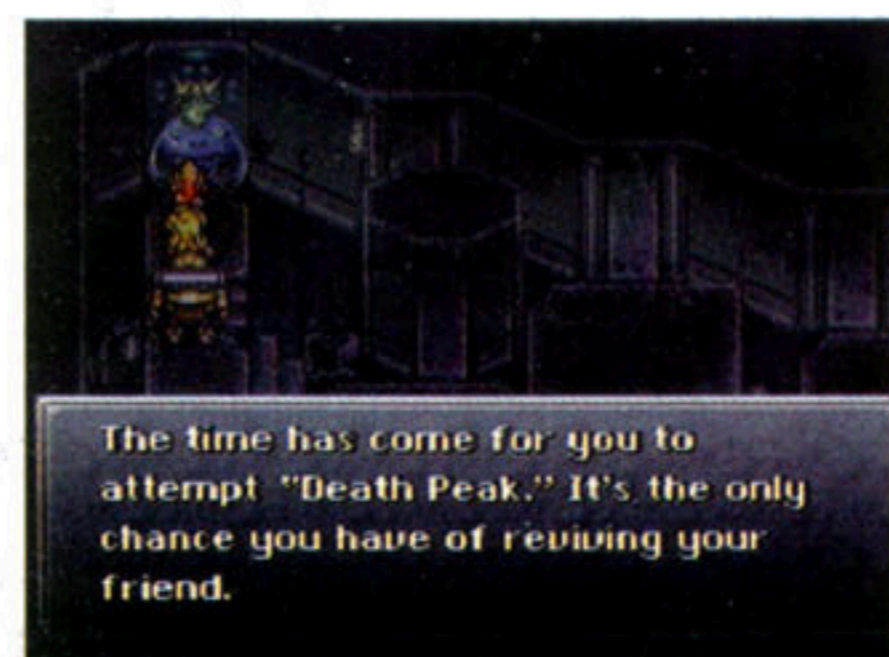 The time has come for you to
attempt "Death Peak." It's the only
chance you have of reviving your
friend.